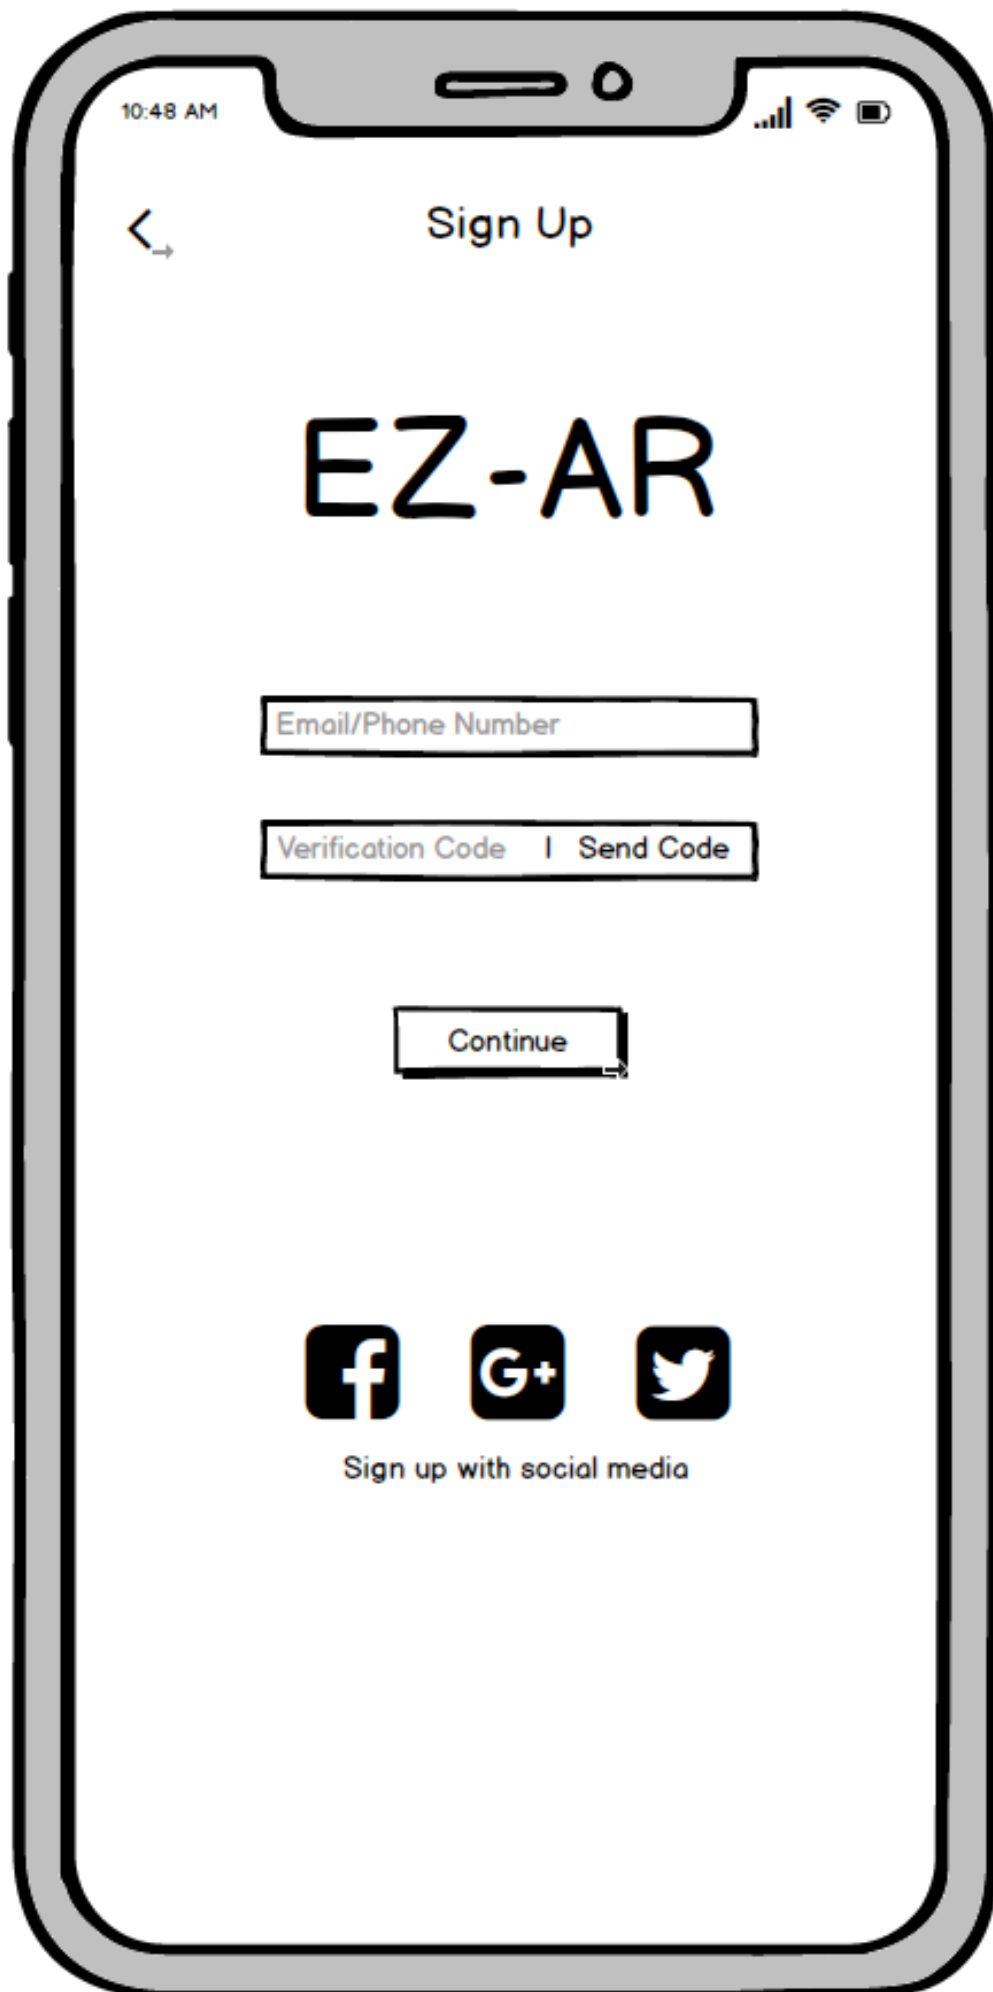 10:48 AM
Sign Up
EZ-AR
Email/Phone Number
Verification Code | Send Code
Continue
G+
Sign up with social media